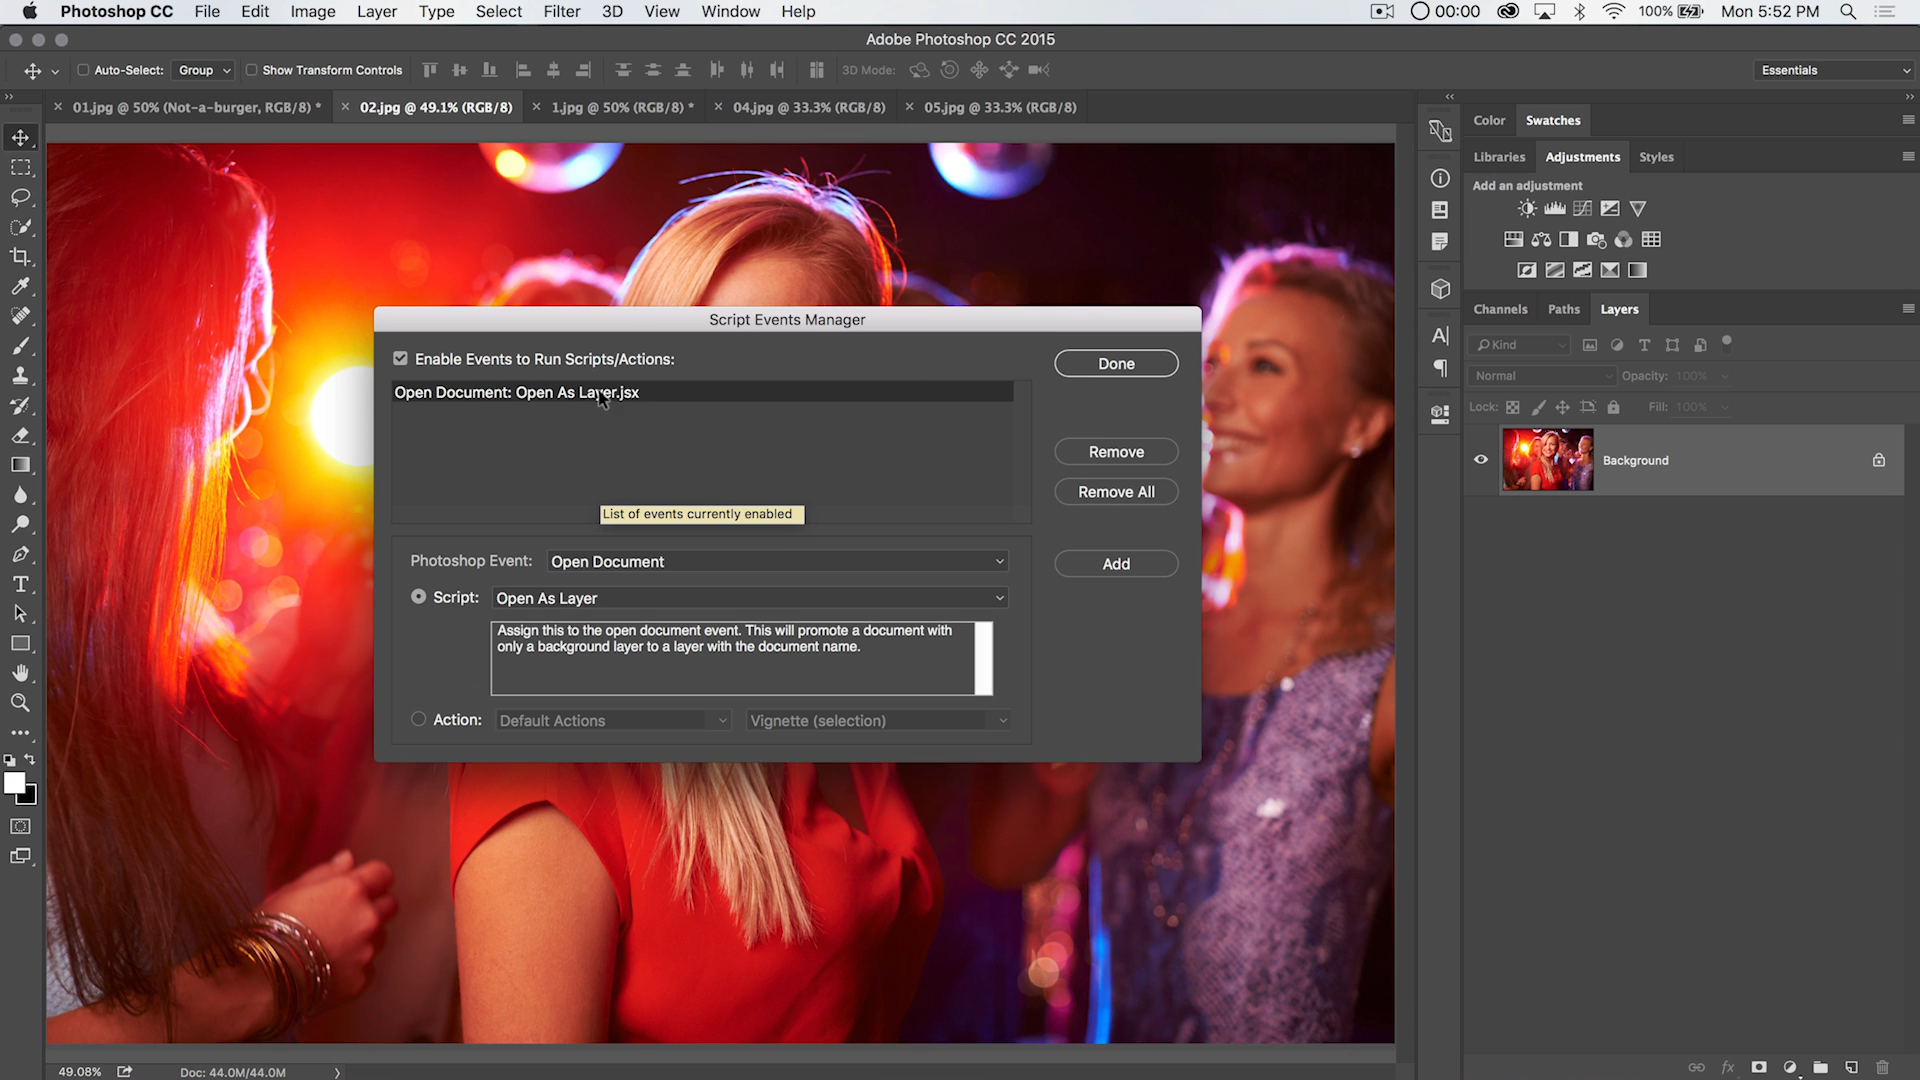 Photoshop CC File Edit Image Layer Type Select Filter 3D View Window Help 00:00 100% Mon 5:52 PM
Adobe Photoshop CC 2015
Auto-Select: Group Show Transform Controls 3D Mode: Essentials
01.jpg @ 50% (Not-a-burger, RGB/8) * 02.jpg @ 49.1% (RGB/8) 1.jpg @ 50% (RGB/8) * 04.jpg @ 33.3% (RGB/8) 05.jpg @ 33.3% (RGB/8)
Color Swatches
Libraries Adjustments Styles
Add an adjustment
Channels Paths Layers
Kind
Normal Opacity: 100%
Lock: Fill: 100%
Background
Script Events Manager
Enable Events to Run Scripts/Actions:
Done
Open Document: Open As Layer.jsx
Remove
Remove All
List of events currently enabled
Photoshop Event: Open Document
Add
Script: Open As Layer
Assign this to the open document event. This will promote a document with
only a background layer to a layer with the document name.
Action: Default Actions Vignette (selection)
49.08% Doc: 44.0M/44.0M